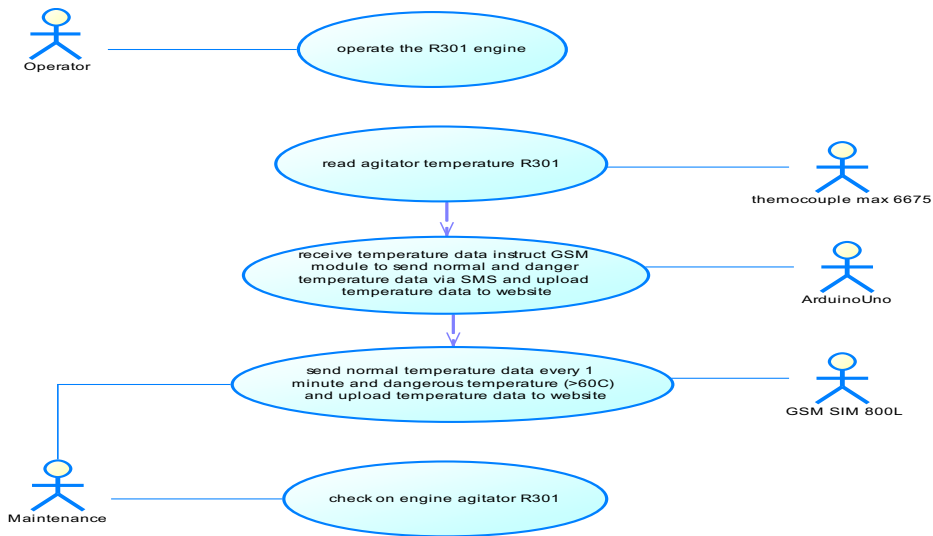 operate the R301 engine
Operator
read agitator temperature R301
themocouple max 6675
receive temperature data instruct GSM
module to send normal and danger
temperature data via SMS and upload
temperature data to website
ArduinoUno
send normal temperature data every 1
minute and dangerous temperature (>60C)
and upload temperature data to website
GSM SIM 800L
check on engine agitator R301
Maintenance